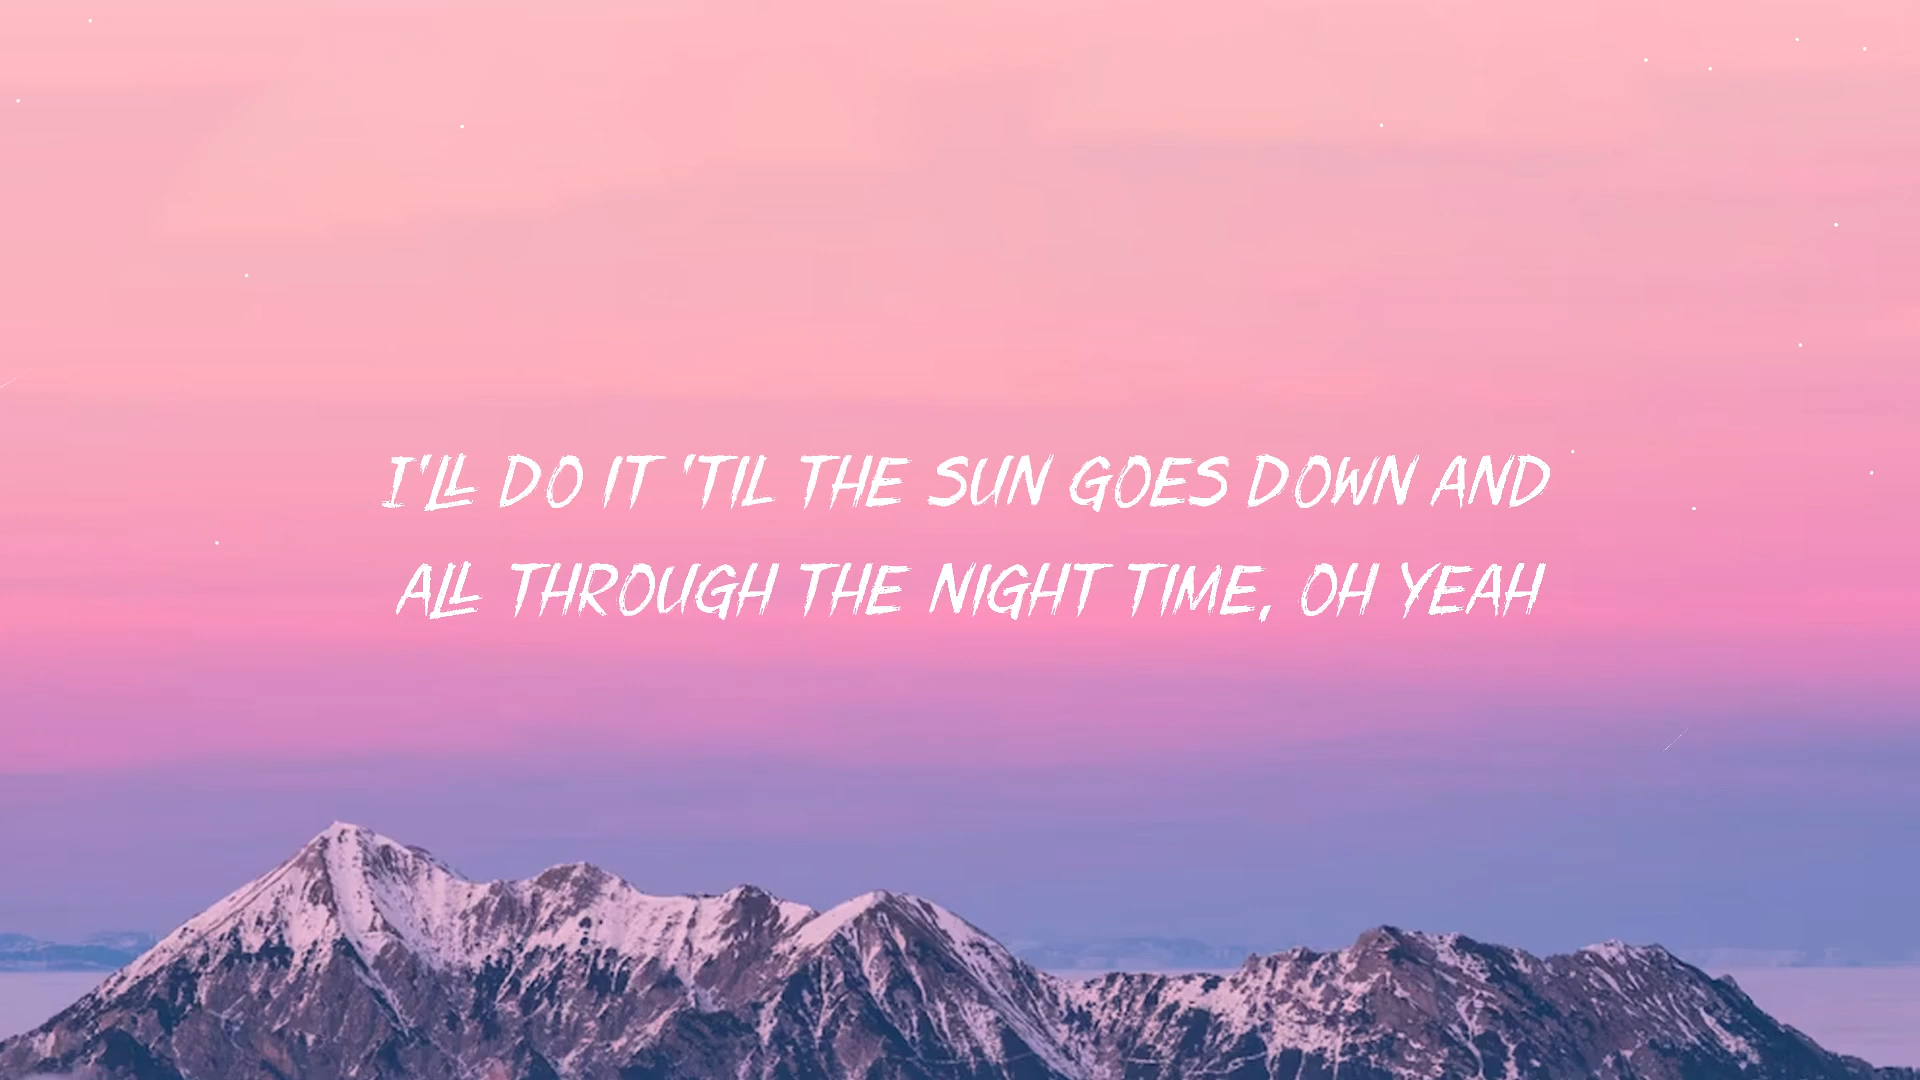 I'LL DO IT 'TIL THE SUN GOES DOWN AND
ALL THROUGH THE NIGHT TIME, OH YEAH